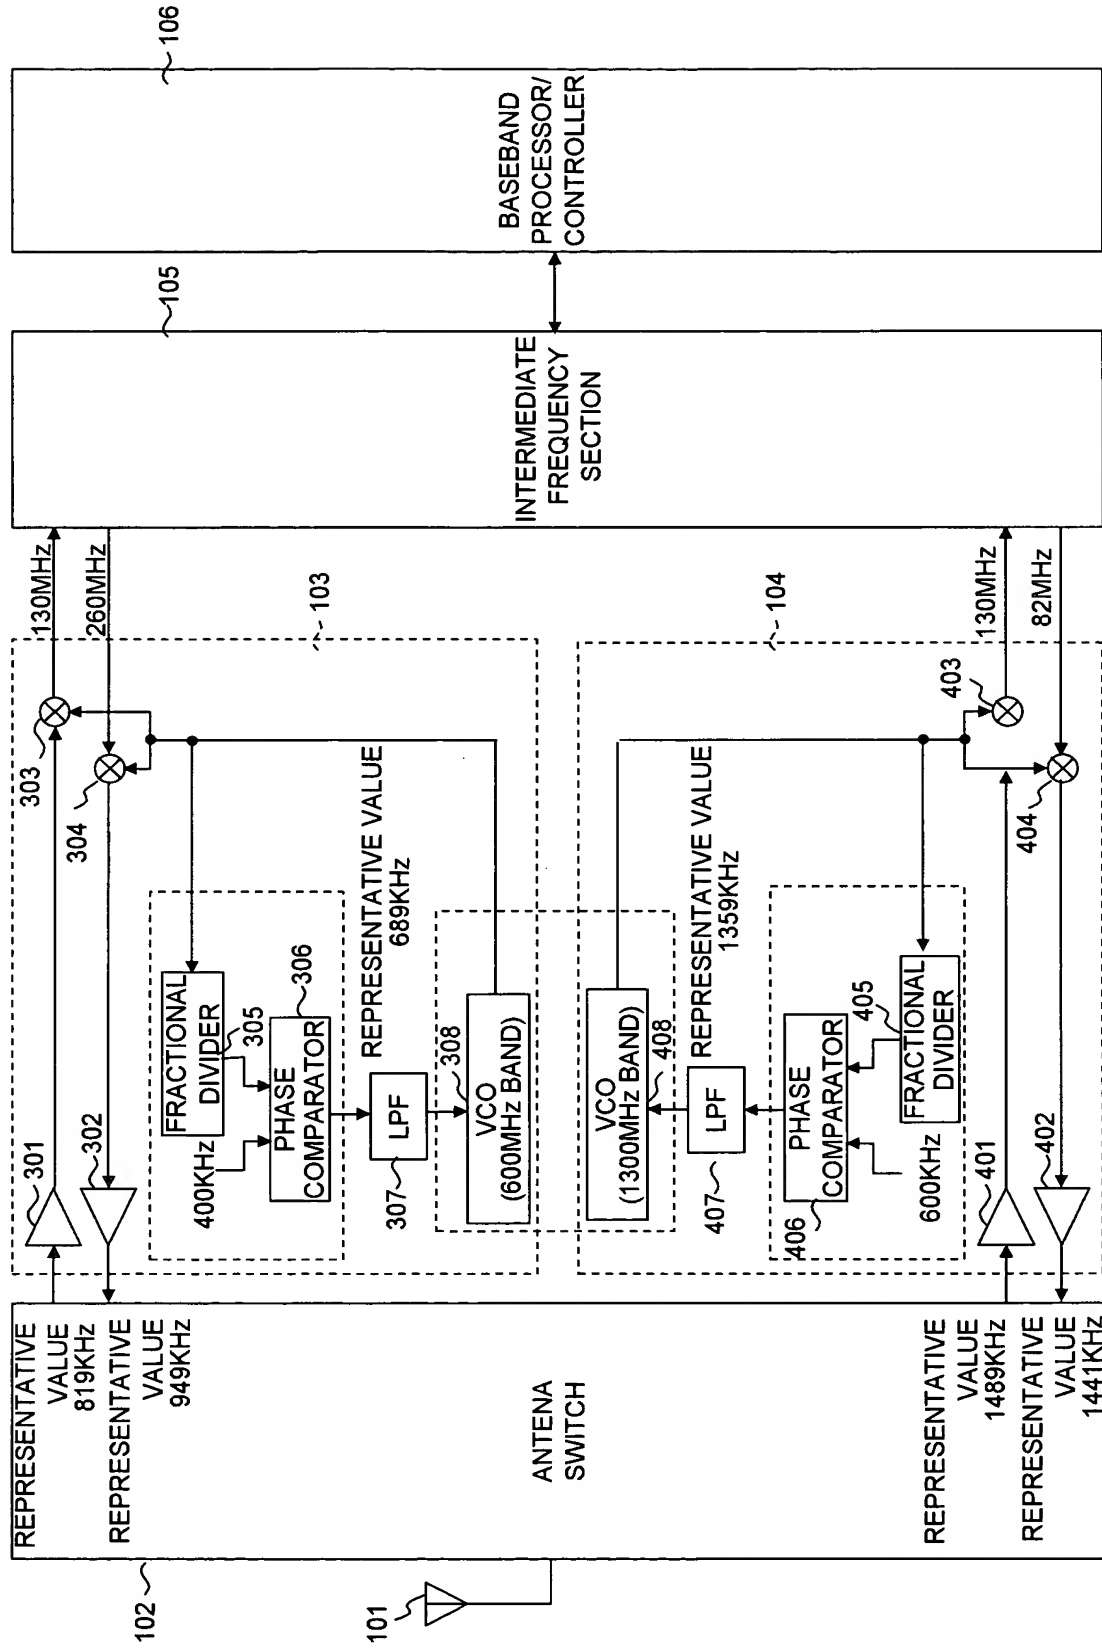 106
BASEBAND
PROCESSOR/
CONTROLLER
105
INTERMEDIATE
FREQUENCY
SECTION
130MHz
260MHz
103
104
130MHz
82MHz
303
304
403
404
REPRESENTATIVE VALUE
689KHz
REPRESENTATIVE VALUE
1359KHz
301
302
FRACTIONAL
DIVIDER
305
400KHz
306
PHASE
COMPARATOR
307
LPF
308
VCO
(600MHz BAND)
VCO
(1300MHz BAND)
408
407
LPF
406
PHASE
COMPARATOR
405
600KHz
FRACTIONAL
DIVIDER
401
402
REPRESENTATIVE
VALUE
819KHz
REPRESENTATIVE
VALUE
949KHz
ANTENA
SWITCH
REPRESENTATIVE
VALUE
1489KHz
REPRESENTATIVE
VALUE
1441KHz
102
101